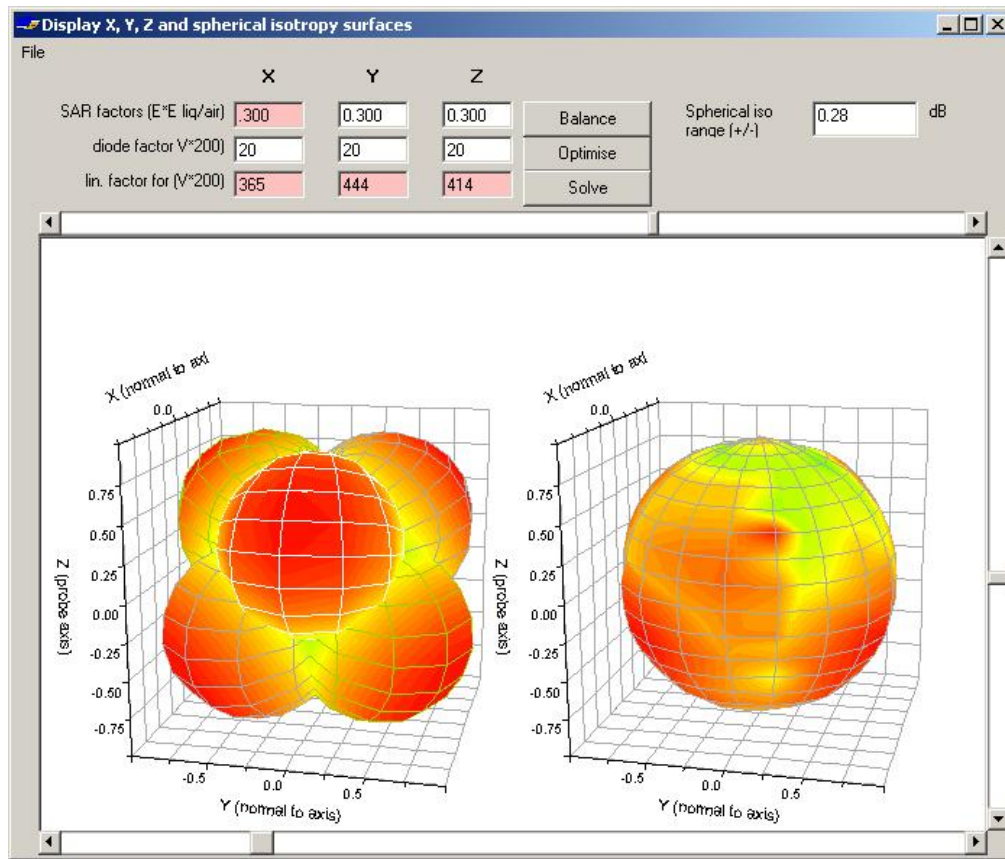 Display X, Y, Z and spherical isotropy surfaces
File
X Y Z
SAR factors (E*E liq/air) .300 0.300 0.300 Balance Spherical iso range (+/-) 0.28 dB
diode factor V*200) 20 20 20 Optimise
lin. factor for (V*200) 365 444 414 Solve
X (normal to axi
0.0
0.75
0.50
0.25
0.00
-0.25
-0.50
-0.75
Z (probe axis)
-0.5
0.0
0.5
Y (normal to axis)
X (normal to axi
0.0
0.75
0.50
0.25
0.00
-0.25
-0.50
-0.75
Z (probe axis)
-0.5
0.0
0.5
Y (normal to axis)